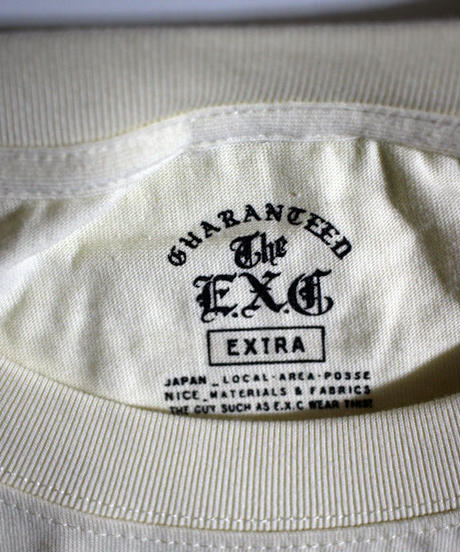 GUARANTEED
The
E.X.C
EXTRA
JAPAN_LOCAL-AREA-POSSE
NICE_MATERIALS & FABRICS
THE GUY SUCH AS E.X.C WEAR THIS!